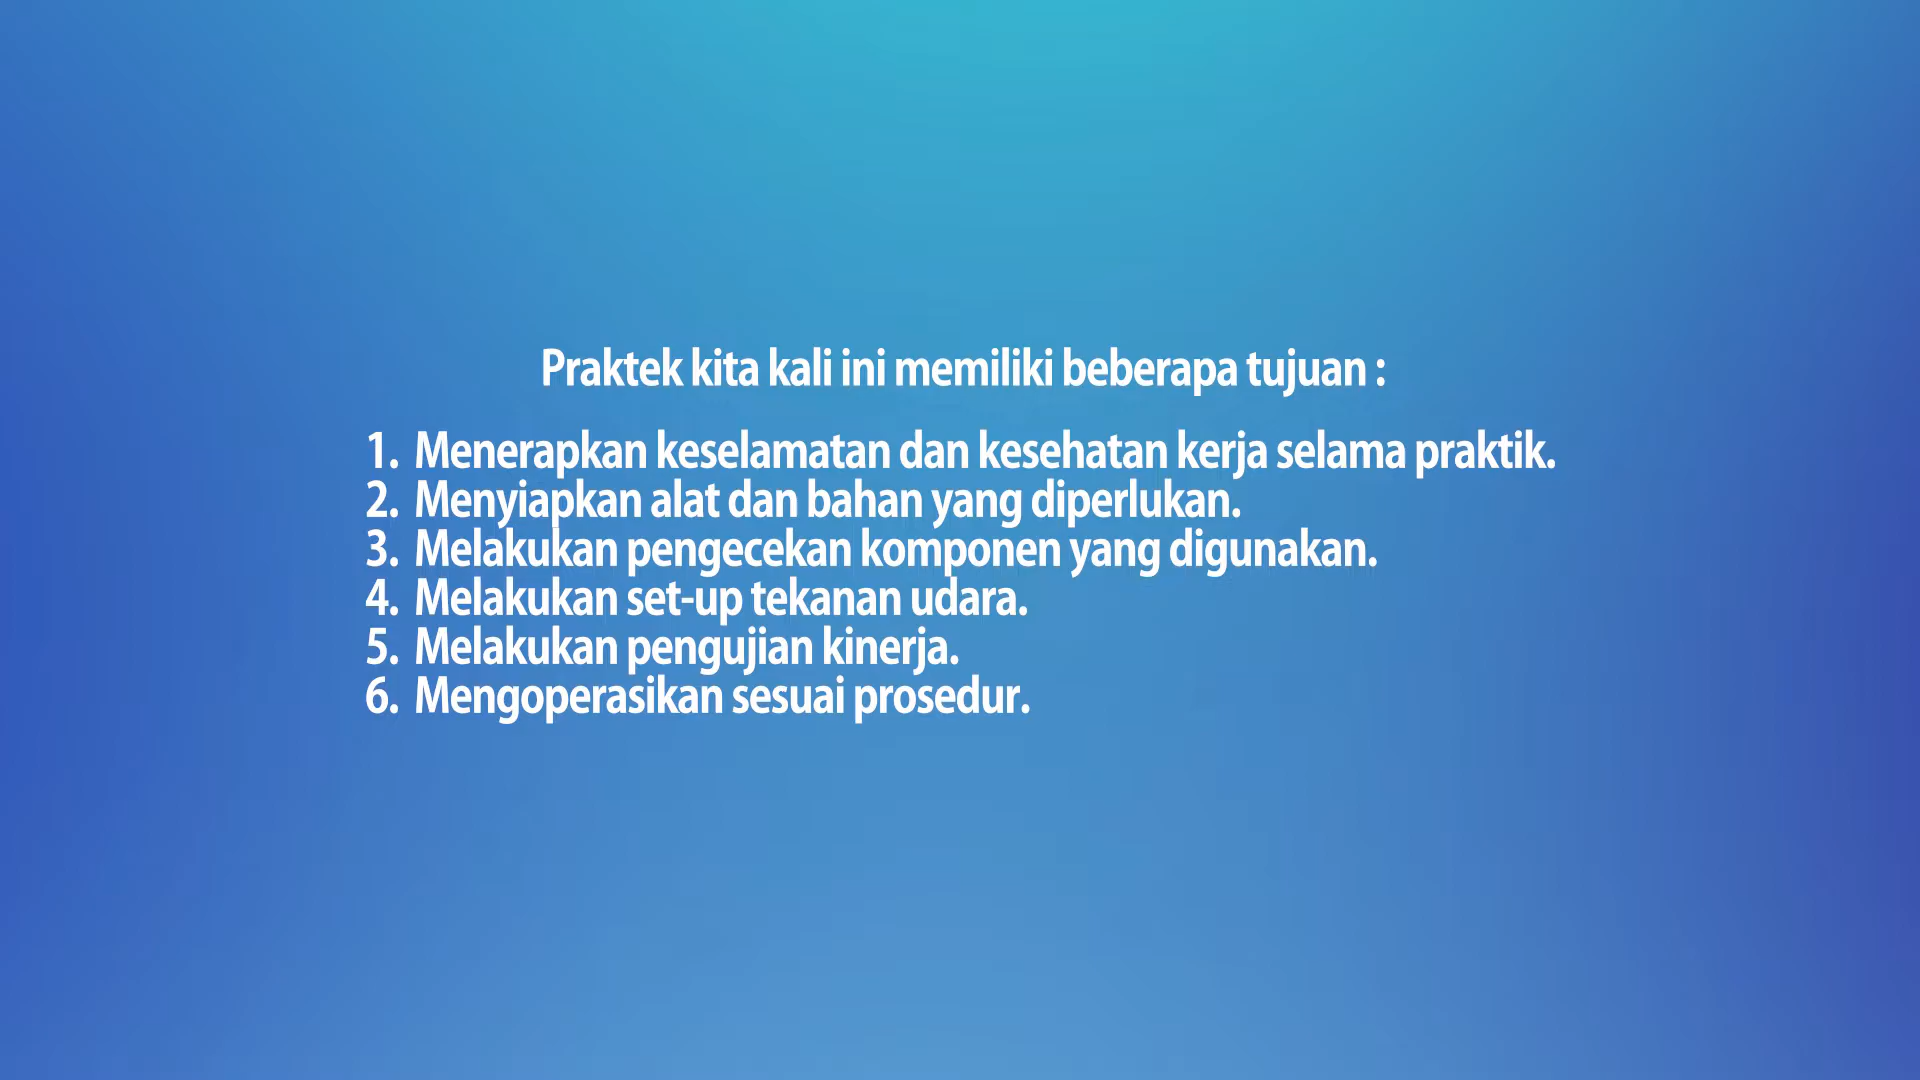 Praktek kita kali ini memiliki beberapa tujuan :
1. Menerapkan keselamatan dan kesehatan kerja selama praktik.
2. Menyiapkan alat dan bahan yang diperlukan.
3. Melakukan pengecekan komponen yang digunakan.
4. Melakukan set-up tekanan udara.
5. Melakukan pengujian kinerja.
6. Mengoperasikan sesuai prosedur.